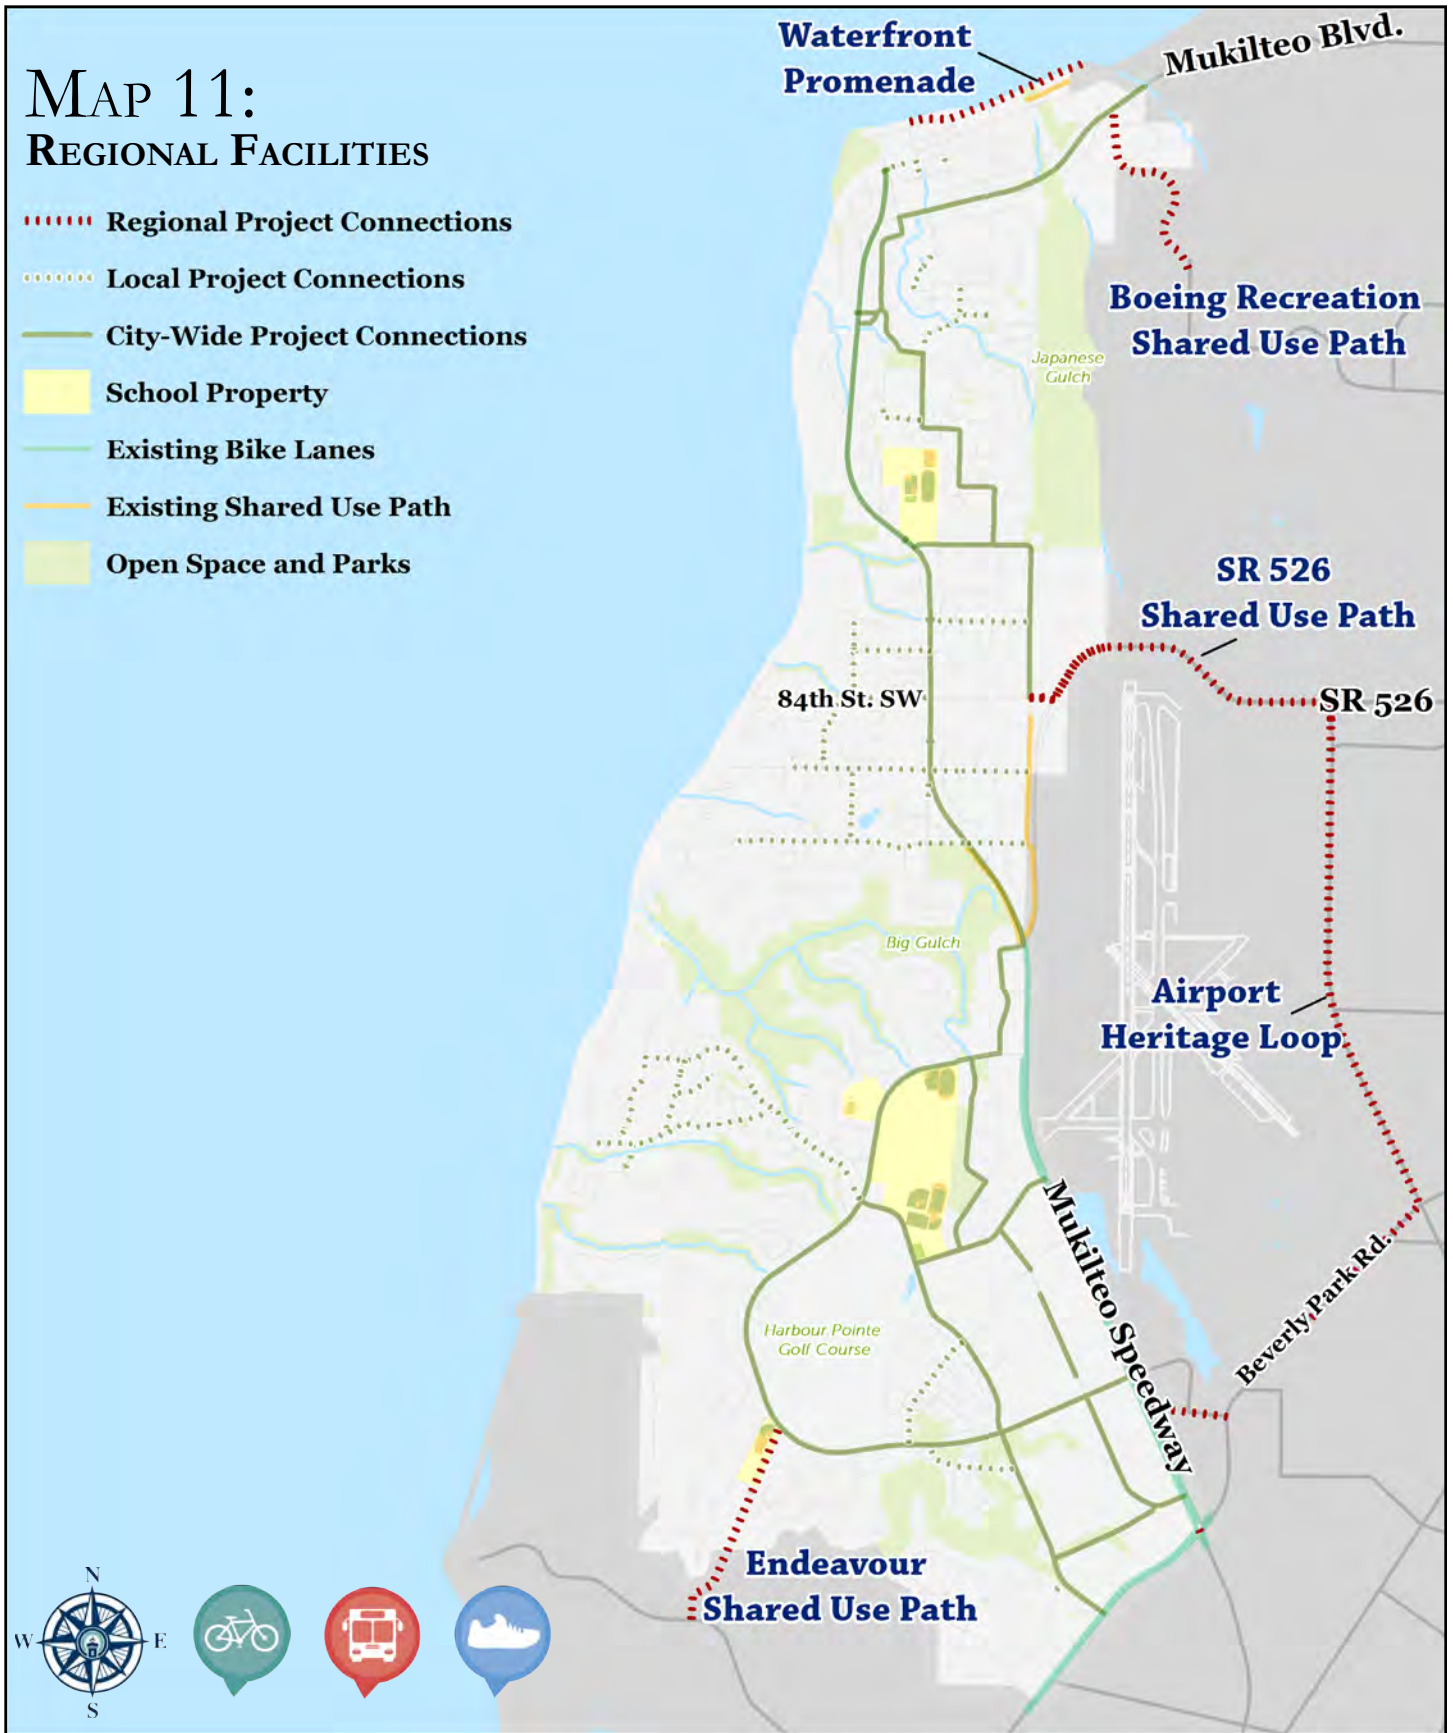 MAP 11:
REGIONAL FACILITIES
Regional Project Connections
Local Project Connections
City-Wide Project Connections
School Property
Existing Bike Lanes
Existing Shared Use Path
Open Space and Parks
Waterfront
Promenade
Mukilteo Blvd.
Boeing Recreation
Shared Use Path
Japanese
Gulch
SR 526
Shared Use Path
84th St. SW
SR 526
Big Gulch
Airport
Heritage Loop
Mukilteo Speedway
Beverly Park Rd.
Harbour Pointe
Golf Course
Endeavour
Shared Use Path
N
W
E
S